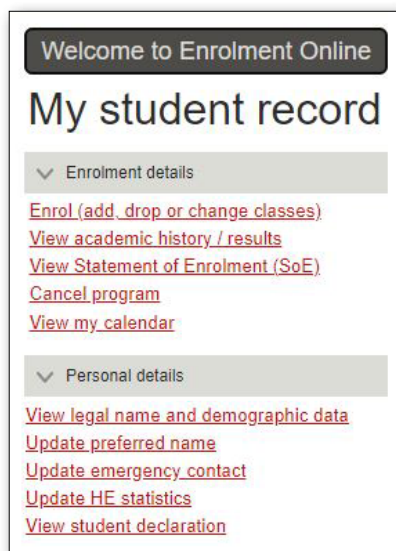 Welcome to Enrolment Online
My student record
Enrolment details
Enrol (add, drop or change classes)
View academic history / results
View Statement of Enrolment (SoE)
Cancel program
View my calendar
Personal details
View legal name and demographic data
Update preferred name
Update emergency contact
Update HE statistics
View student declaration